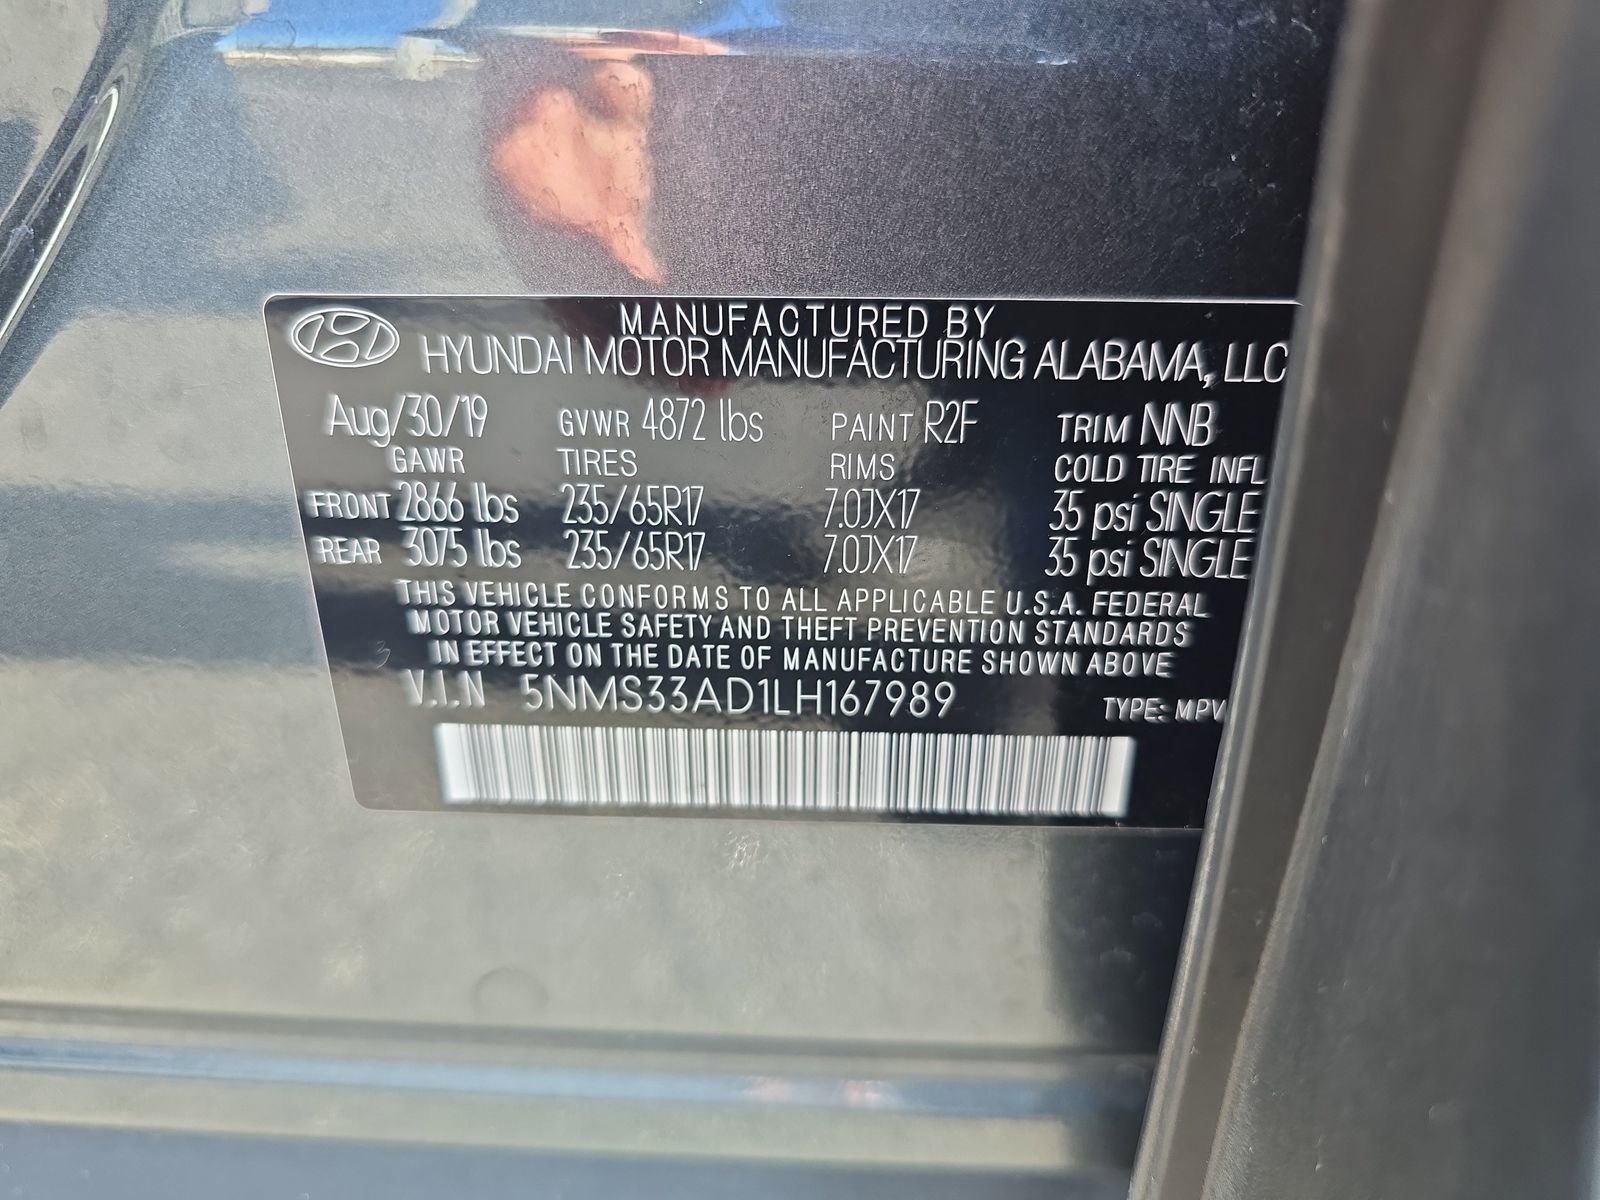 MANUFACTURED BY
HYUNDAI MOTOR MANUFACTURING ALABAMA, LLC
Aug/30/19 GVWR 4872 lbs PAINT R2F TRIM NNB
GAWR TIRES RIMS COLD TIRE INFL
FRONT 2866 lbs 235/65R17 7.0JX17 35 psi SINGLE
REAR 3075 lbs 235/65R17 7.0JX17 35 psi SINGLE
THIS VEHICLE CONFORMS TO ALL APPLICABLE U.S.A. FEDERAL
MOTOR VEHICLE SAFETY AND THEFT PREVENTION STANDARDS
IN EFFECT ON THE DATE OF MANUFACTURE SHOWN ABOVE
V.I.N 5NMS33AD1LH167989 TYPE: MPV